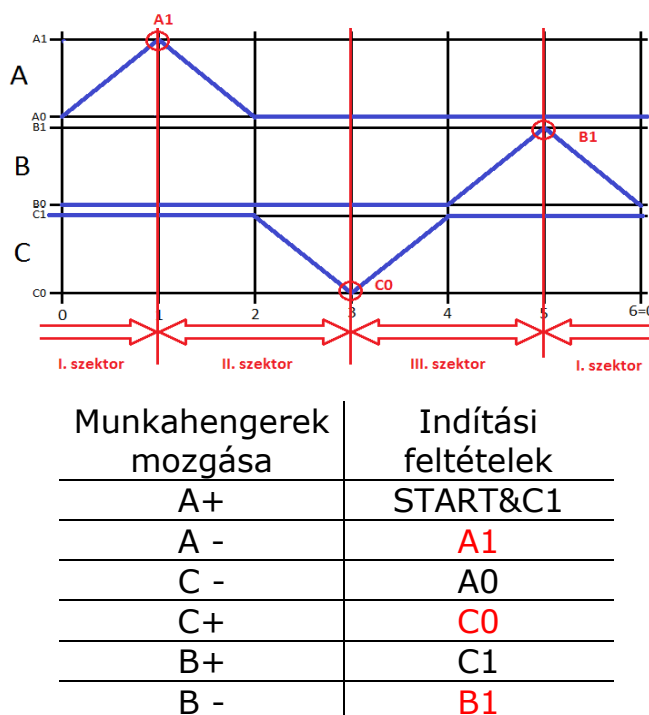 A1
A1
A
A0
B1
B1
B
B0
C1
C
C0
C0
0 1 2 3 4 5 6=0
I. szektor II. szektor III. szektor I. szektor
Munkahengerek mozgása Indítási feltételek
A+ START&C1
A - A1
C - A0
C+ C0
B+ C1
B - B1